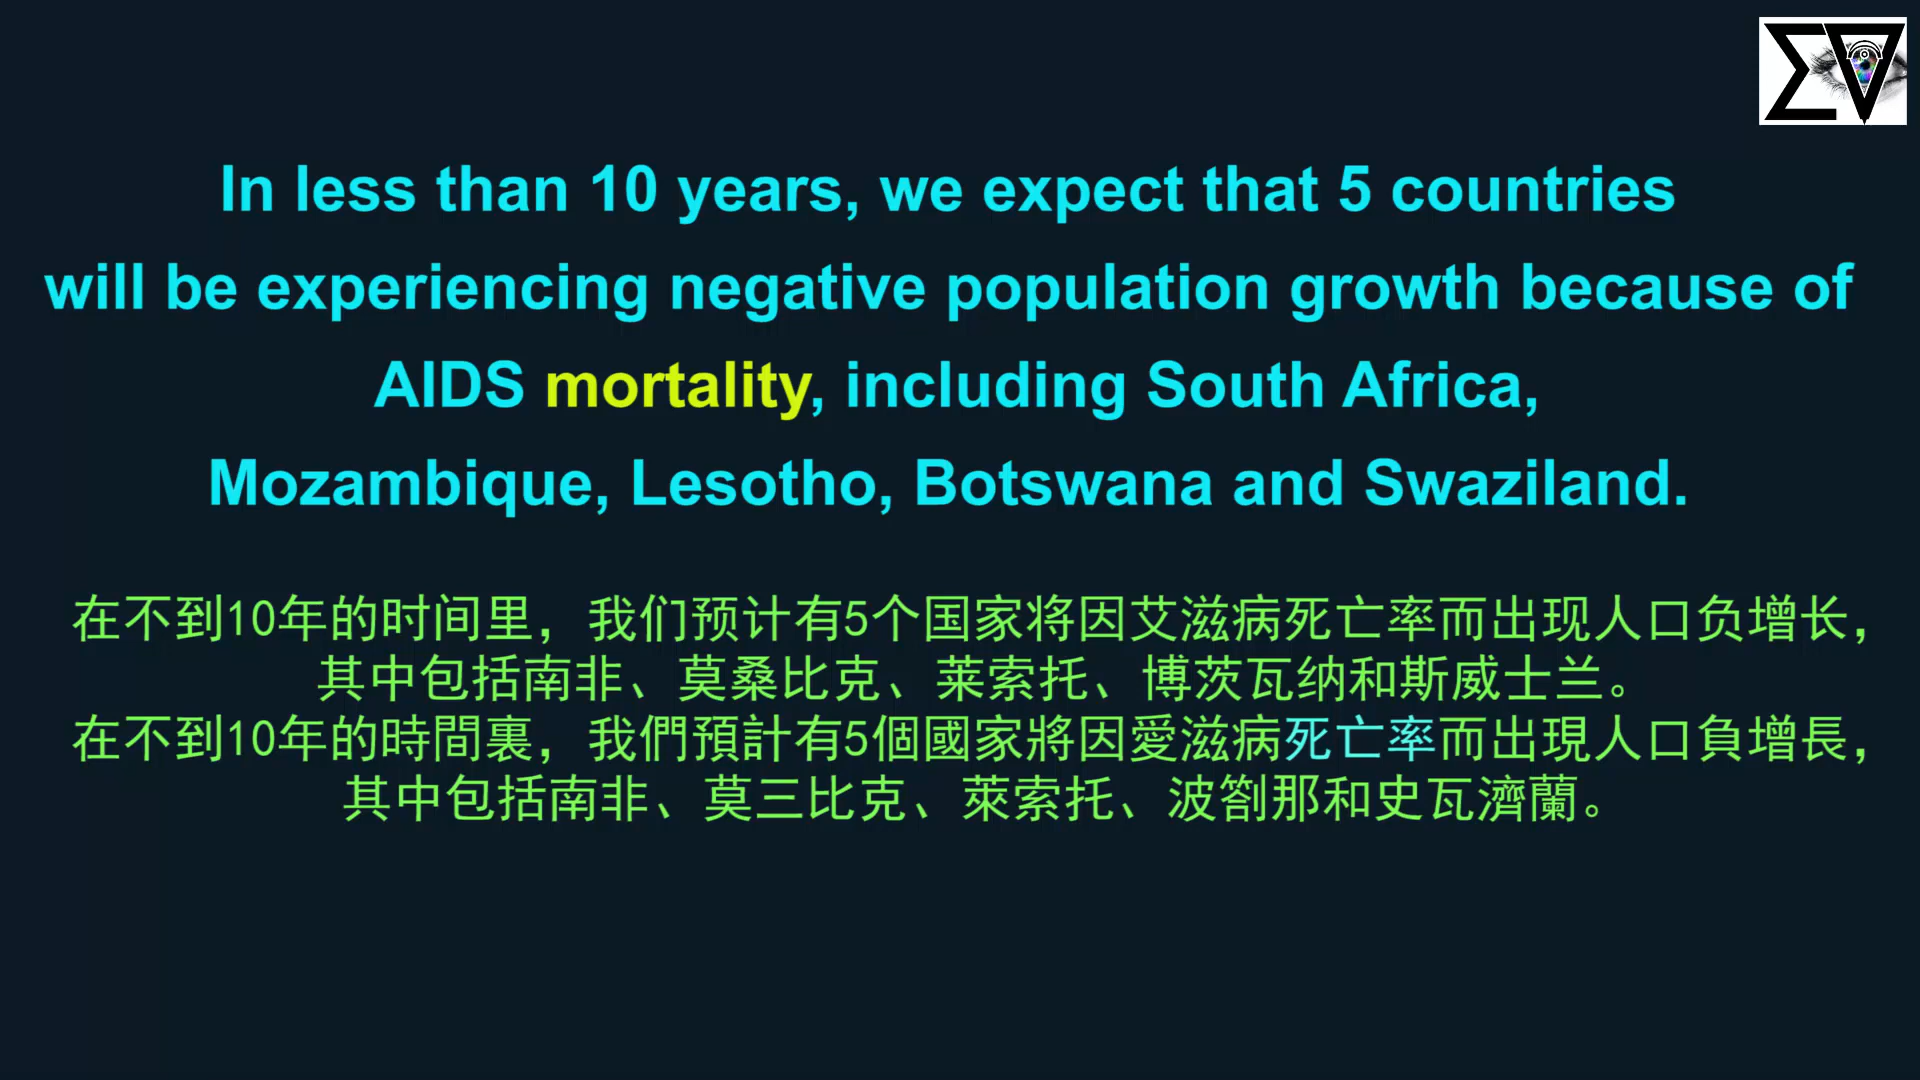 In less than 10 years, we expect that 5 countries
will be experiencing negative population growth because of
AIDS mortality, including South Africa,
Mozambique, Lesotho, Botswana and Swaziland.
在不到10年的时间里，我们预计有5个国家将因艾滋病死亡率而出现人口负增长，
其中包括南非、莫桑比克、莱索托、博茨瓦纳和斯威士兰。
在不到10年的時間裏，我們預計有5個國家將因愛滋病死亡率而出現人口負增長，
其中包括南非、莫三比克、萊索托、波劄那和史瓦濟蘭。